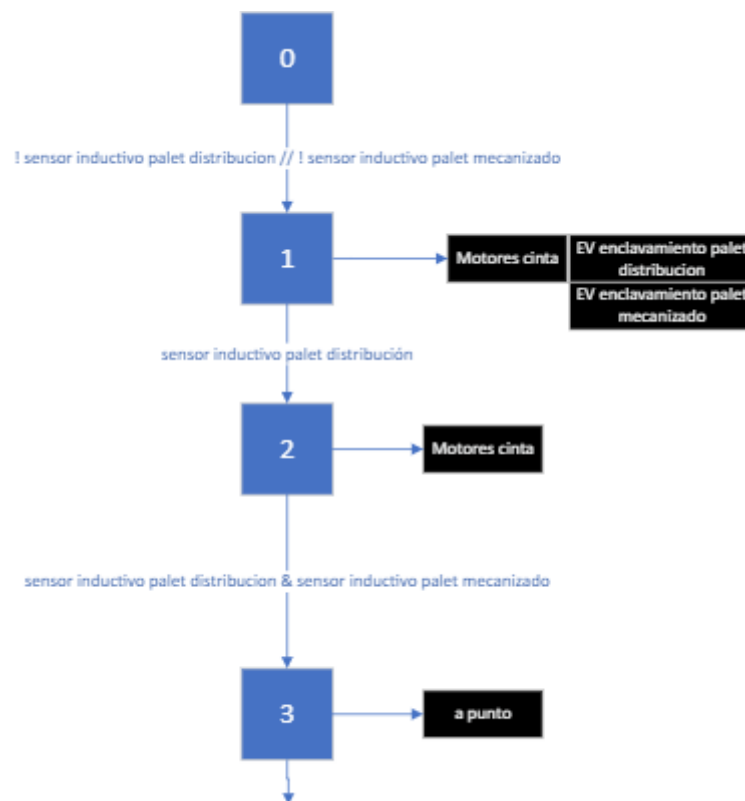 0
! sensor inductivo palet distribucion // ! sensor inductivo palet mecanizado
1
Motores cinta
EV enclavamiento palet
distribucion
EV enclavamiento palet
mecanizado
sensor inductivo palet distribución
2
Motores cinta
sensor inductivo palet distribucion & sensor inductivo palet mecanizado
3
a punto